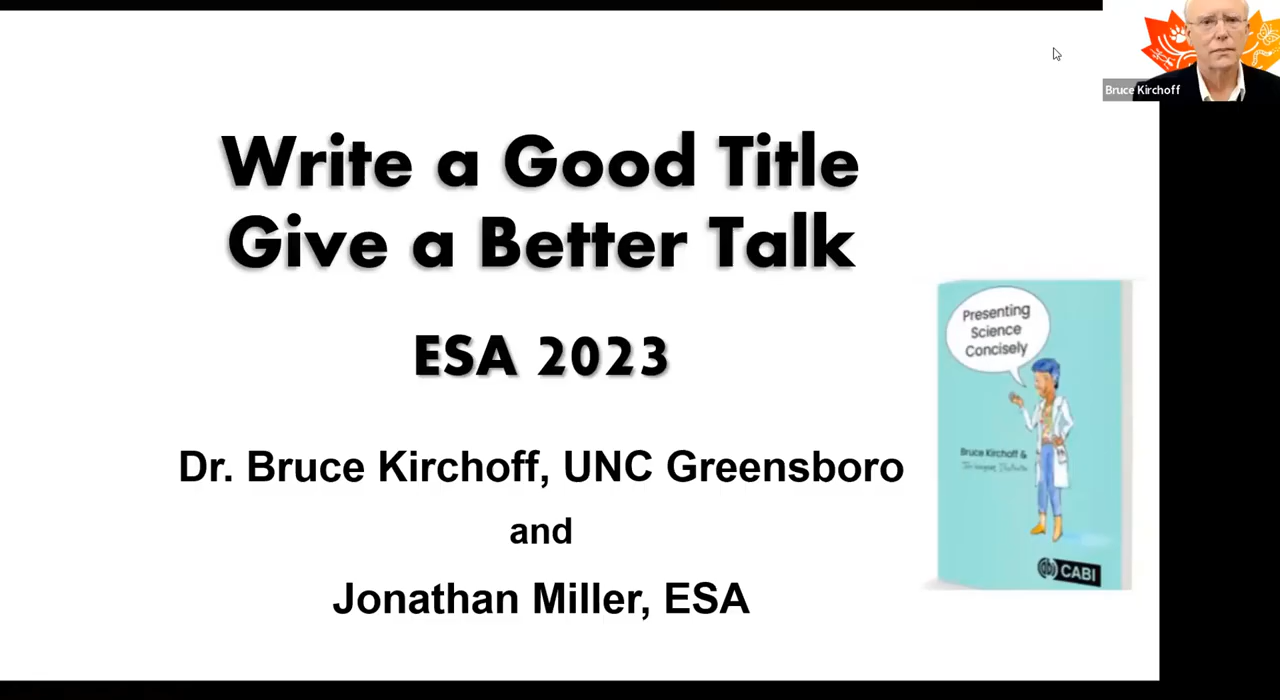 Bruce Kirchoff
Write a Good Title
Give a Better Talk
ESA 2023
Dr. Bruce Kirchoff, UNC Greensboro
and
Jonathan Miller, ESA
Presenting
Science
Concisely
Bruce Kirchoff &
CABI